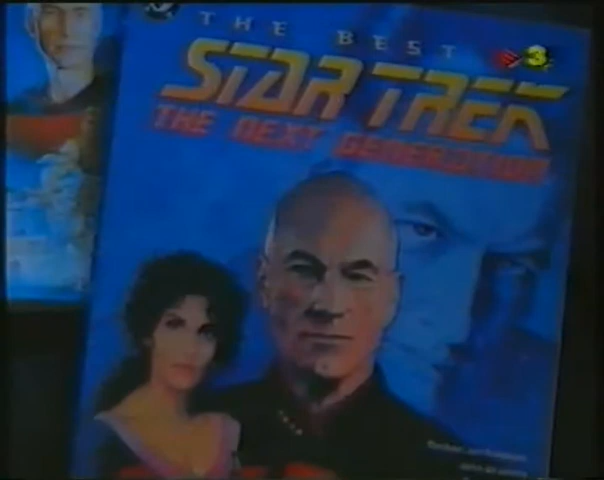 THE BEST
STAR TREK
THE NEXT GENERATION
3